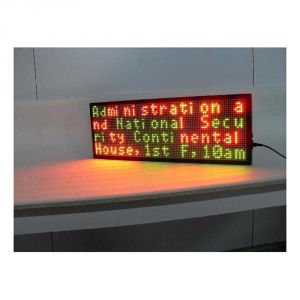 Administration a
nd National Secu
rity Continental
House,1st F,10am